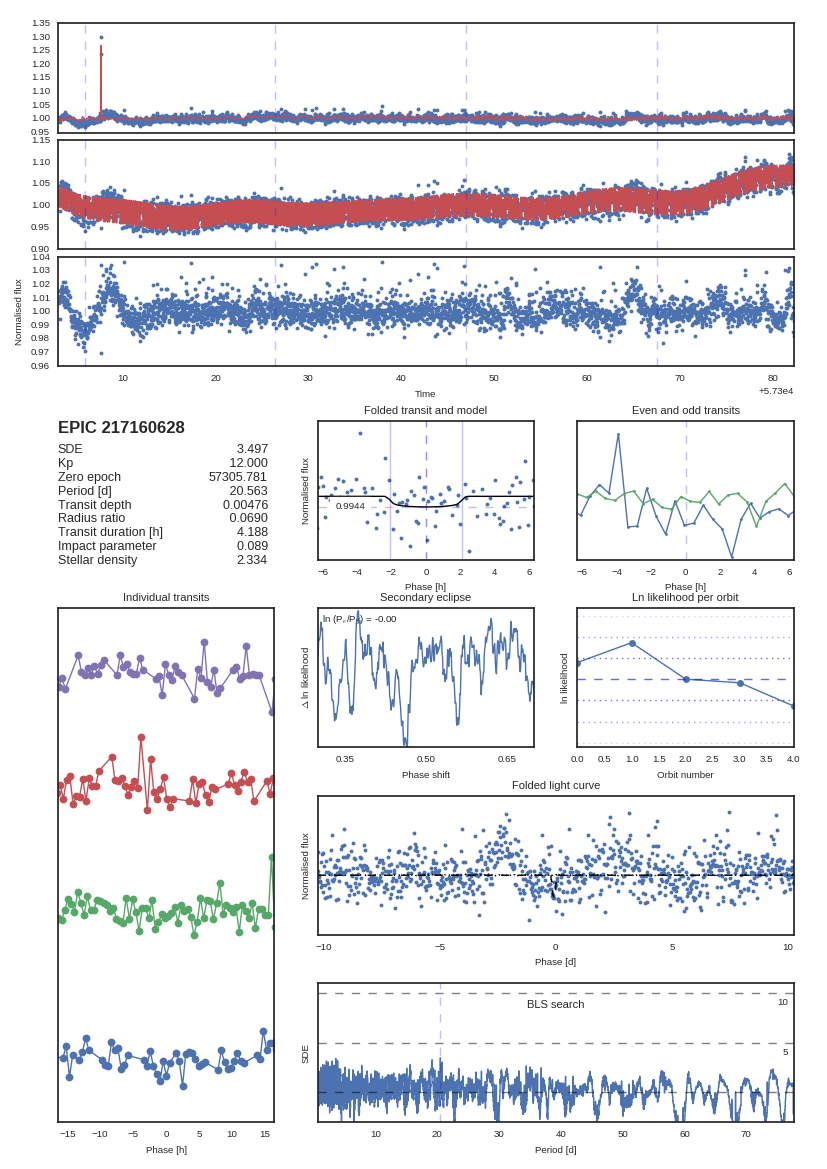 1.35
1.30
1.25
1.20
1.15
1.10
1.05
1.00
0.95
1.15
1.10
1.05
1.00
0.95
0.90
1.04
1.03
1.02
1.01
1.00
0.99
0.98
0.97
0.96
Normalised flux
10 20 30 40 50 60 70 80
Time
+5.73e4
EPIC 217160628
SDE 3.497
Kp 12.000
Zero epoch 57305.781
Period [d] 20.563
Transit depth 0.00476
Radius ratio 0.0690
Transit duration [h] 4.188
Impact parameter 0.089
Stellar density 2.334
Folded transit and model
Normalised flux
0.9944
−6 −4 −2 0 2 4 6
Phase [h]
Even and odd transits
−6 −4 −2 0 2 4 6
Phase [h]
Individual transits
−15 −10 −5 0 5 10 15
Phase [h]
Secondary eclipse
Δ ln likelihood
0.35 0.50 0.65
Phase shift
Ln likelihood per orbit
ln likelihood
0.0 0.5 1.0 1.5 2.0 2.5 3.0 3.5 4.0
Orbit number
Folded light curve
Normalised flux
−10 −5 0 5 10
Phase [d]
BLS search
SDE
10
5
10 20 30 40 50 60 70
Period [d]